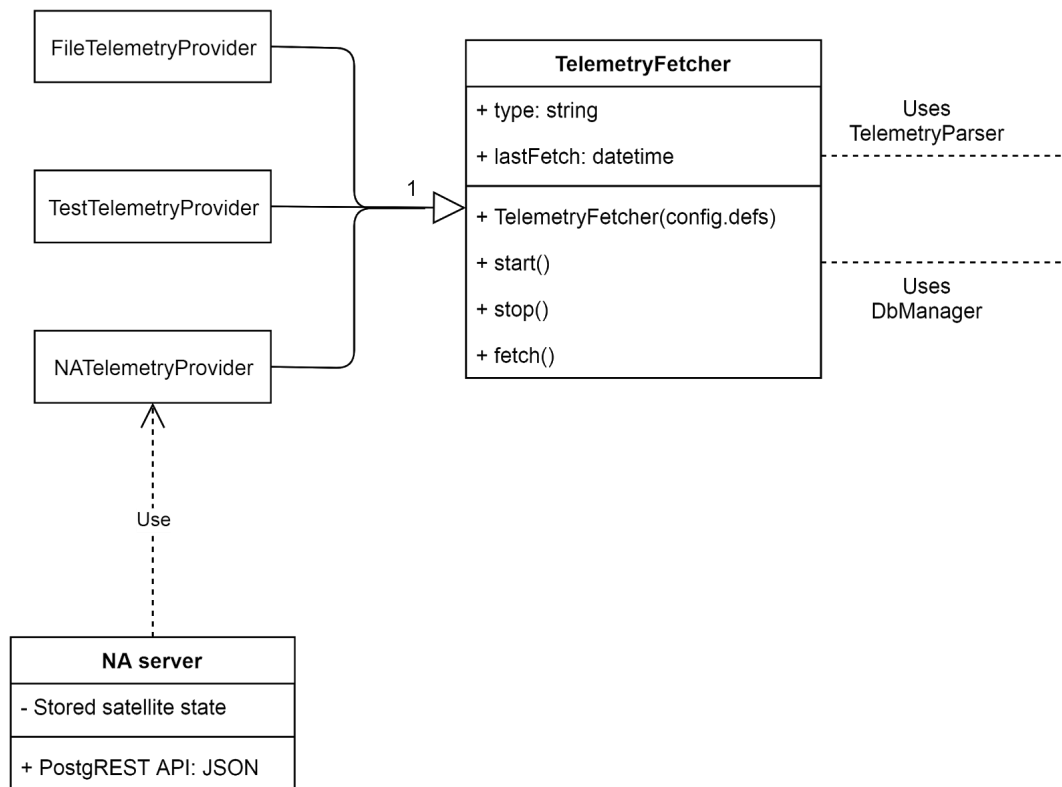 FileTelemetryProvider
TestTelemetryProvider
NATelemetryProvider
1
TelemetryFetcher
+ type: string
+ lastFetch: datetime
+ TelemetryFetcher(config.defs)
+ start()
+ stop()
+ fetch()
Uses
TelemetryParser
Uses
DbManager
Use
NA server
- Stored satellite state
+ PostgREST API: JSON